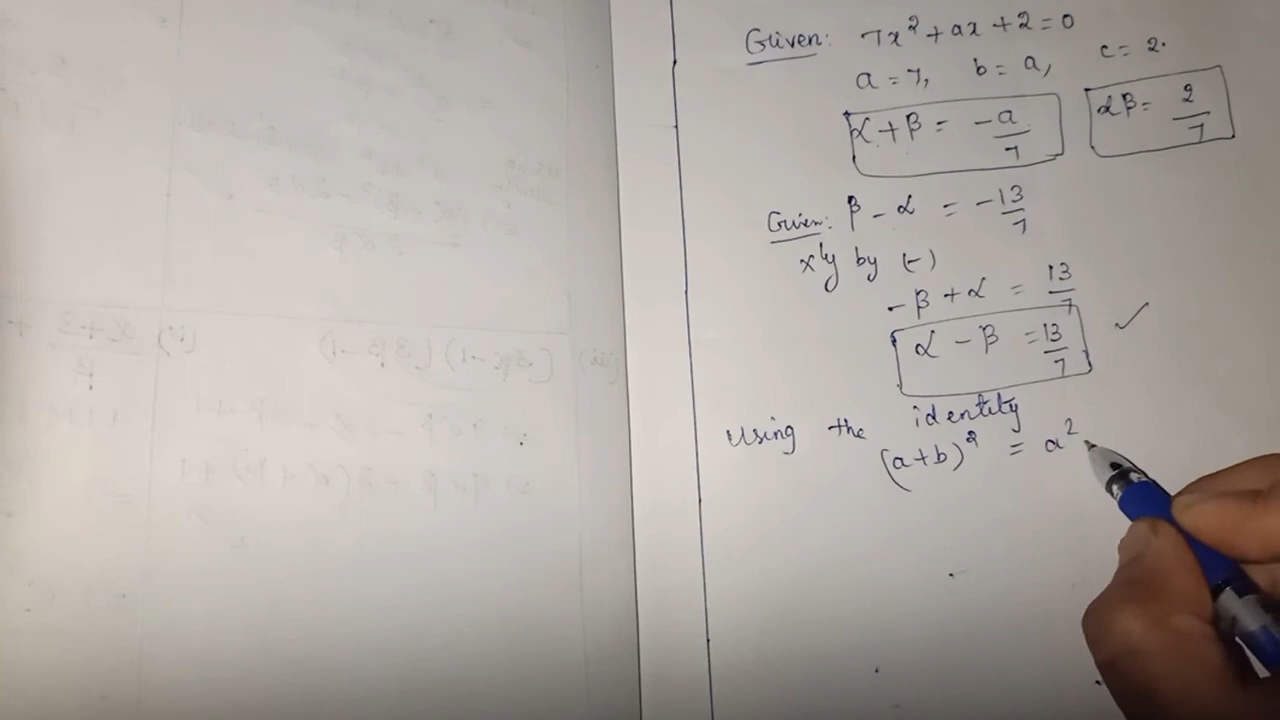 Given: 7x² + ax + 2 = 0
a = 7, b = a, c = 2.
α + β = -a/7 αβ = 2/7
Given: β - α = -13/7
xly by (-)
-β + α = 13/7
α - β = 13/7 ✓
Using the identity
(a+b)² = a²